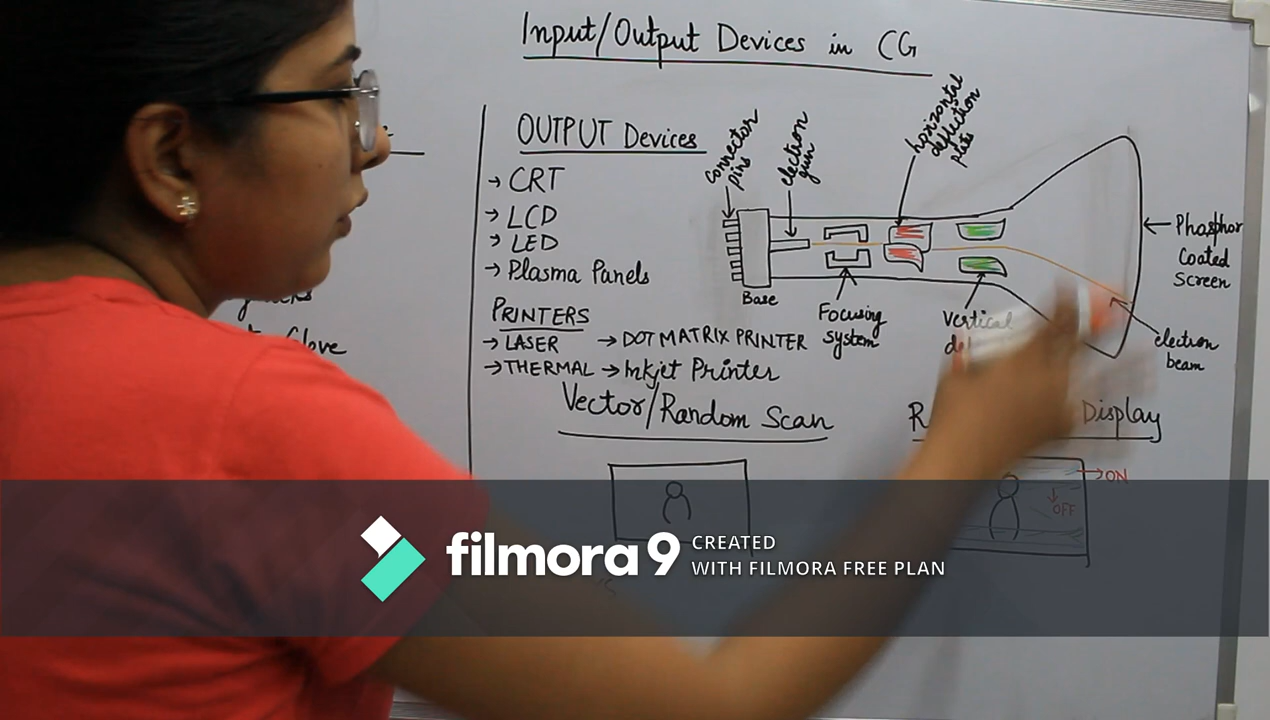 Input/Output Devices in CG
OUTPUT Devices
→ CRT
→ LCD
→ LED
→ Plasma Panels
PRINTERS
→ LASER → DOT MATRIX PRINTER
→ THERMAL → Inkjet Printer
connector
pins
electron
gun
horizontal
deflection
plates
Base
Focusing
system
Vertical
Phosphor
Coated
Screen
electron
beam
Vector/Random Scan
Display
ON
OFF
filmora 9
CREATED
WITH FILMORA FREE PLAN